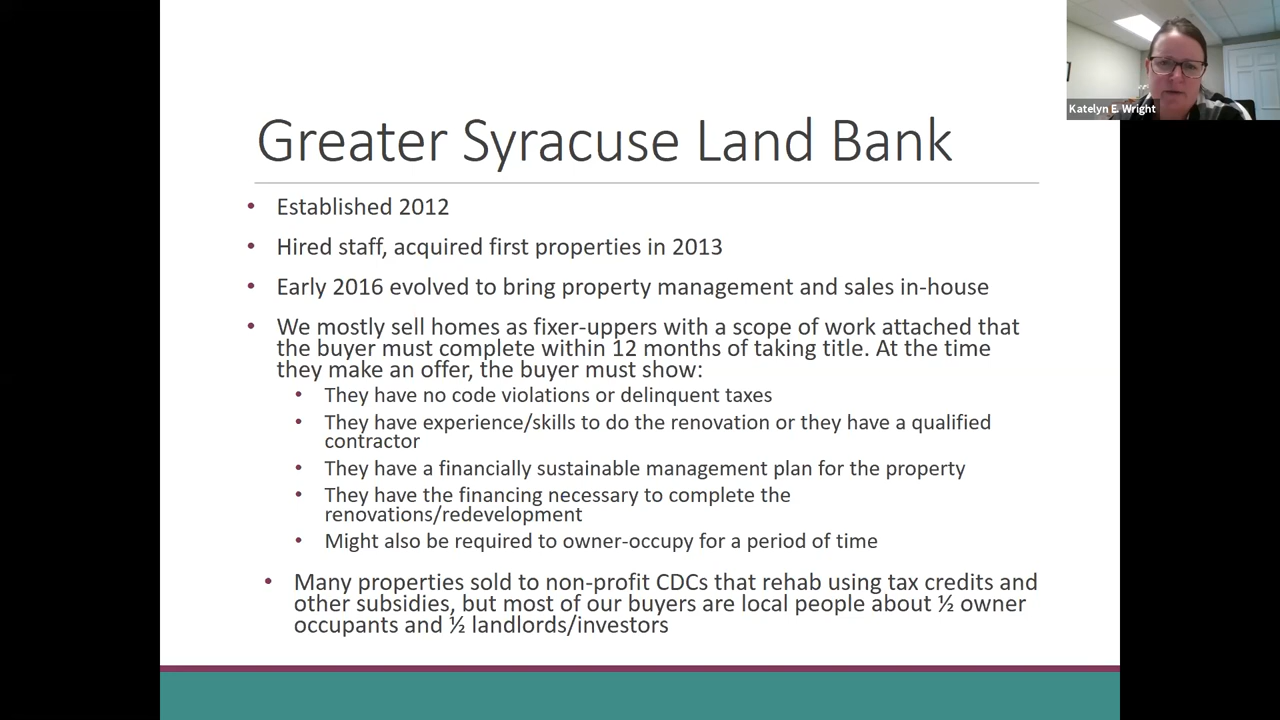 Katelyn E. Wright
Greater Syracuse Land Bank
• Established 2012
• Hired staff, acquired first properties in 2013
• Early 2016 evolved to bring property management and sales in-house
• We mostly sell homes as fixer-uppers with a scope of work attached that
the buyer must complete within 12 months of taking title. At the time
they make an offer, the buyer must show:
• They have no code violations or delinquent taxes
• They have experience/skills to do the renovation or they have a qualified
contractor
• They have a financially sustainable management plan for the property
• They have the financing necessary to complete the
renovations/redevelopment
• Might also be required to owner-occupy for a period of time
• Many properties sold to non-profit CDCs that rehab using tax credits and
other subsidies, but most of our buyers are local people about ½ owner
occupants and ½ landlords/investors